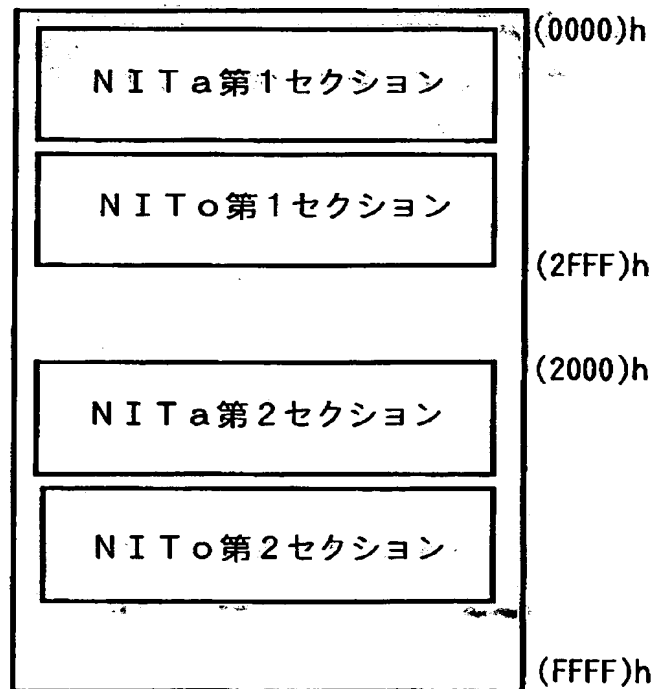 (0000)h
ＮＩＴａ第１セクション
ＮＩＴｏ第１セクション
(2FFF)h
(2000)h
ＮＩＴａ第２セクション
ＮＩＴｏ第２セクション
(FFFF)h